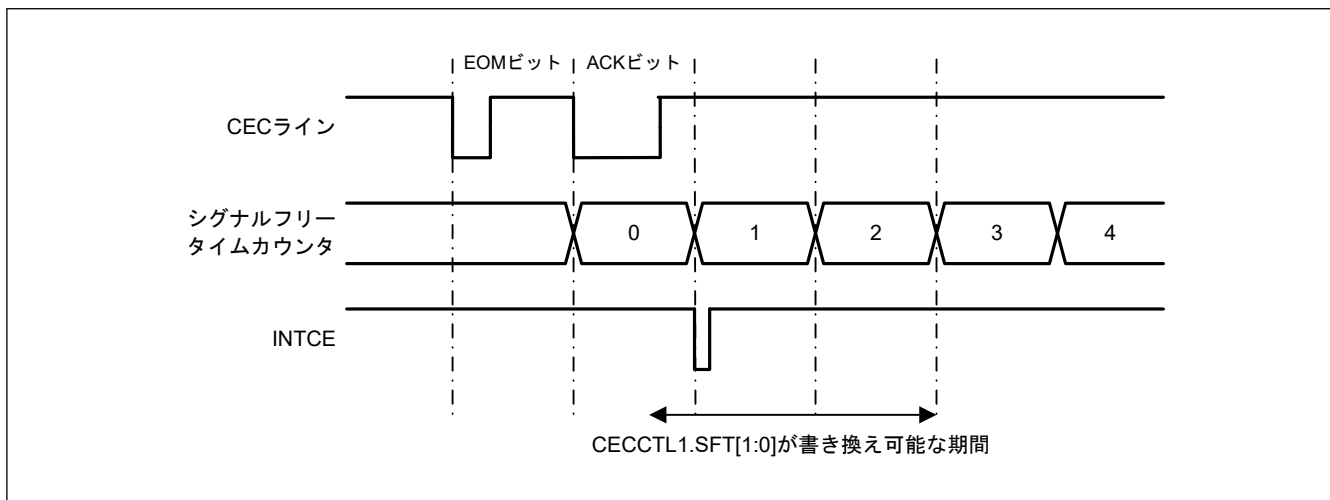 EOMビット ACKビット
CECライン
シグナルフリー
タイムカウンタ
0 1 2 3 4
INTCE
CECCTL1.SFT[1:0]が書き換え可能な期間